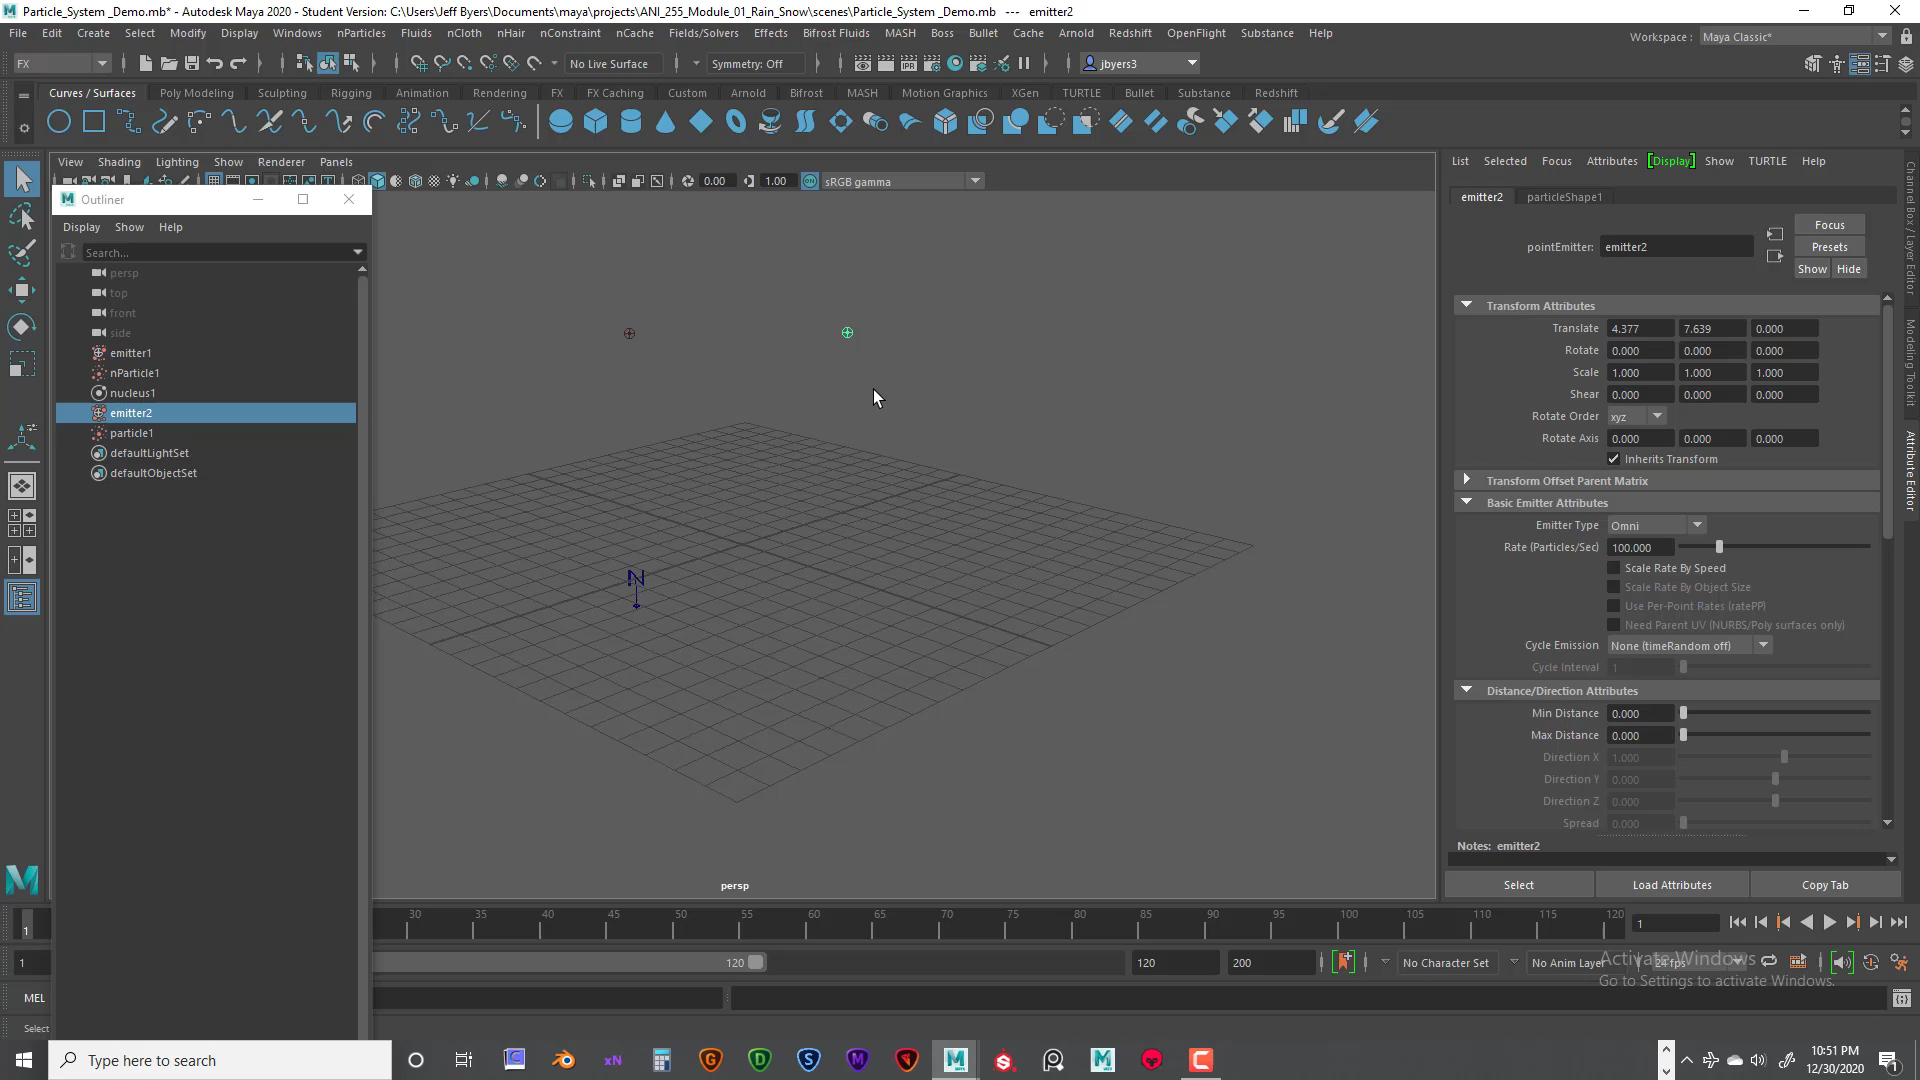 Particle_System _Demo.mb* - Autodesk Maya 2020 - Student Version: C:\Users\Jeff Byers\Documents\maya\projects\ANI_255_Module_01_Rain_Snow\scenes\Particle_System _Demo.mb --- emitter2
File Edit Create Select Modify Display Windows nParticles Fluids nCloth nHair nConstraint nCache Fields/Solvers Effects Bifrost Fluids MASH Boss Bullet Cache Arnold Redshift OpenFlight Substance Help
Workspace : Maya Classic*
FX No Live Surface Symmetry: Off IPR jbyers3
Curves / Surfaces Poly Modeling Sculpting Rigging Animation Rendering FX FX Caching Custom Arnold Bifrost MASH Motion Graphics XGen TURTLE Bullet Substance Redshift
View Shading Lighting Show Renderer Panels
0.00 1.00 ON sRGB gamma
Outliner
Display Show Help
Search...
persp
top
front
side
emitter1
nParticle1
nucleus1
emitter2
particle1
defaultLightSet
defaultObjectSet
N
persp
List Selected Focus Attributes Display Show TURTLE Help
emitter2 particleShape1
Focus
pointEmitter: emitter2 Presets
Show Hide
Transform Attributes
Translate 4.377 7.639 0.000
Rotate 0.000 0.000 0.000
Scale 1.000 1.000 1.000
Shear 0.000 0.000 0.000
Rotate Order xyz
Rotate Axis 0.000 0.000 0.000
Inherits Transform
Transform Offset Parent Matrix
Basic Emitter Attributes
Emitter Type Omni
Rate (Particles/Sec) 100.000
Scale Rate By Speed
Scale Rate By Object Size
Use Per-Point Rates (ratePP)
Need Parent UV (NURBS/Poly surfaces only)
Cycle Emission None (timeRandom off)
Cycle Interval 1
Distance/Direction Attributes
Min Distance 0.000
Max Distance 0.000
Direction X 1.000
Direction Y 0.000
Direction Z 0.000
Spread 0.000
Notes: emitter2
Select Load Attributes Copy Tab
Channel Box / Layer Editor
Modeling Toolkit
Attribute Editor
1 30 35 40 45 50 55 60 65 70 75 80 85 90 95 100 105 110 115 120 1
1 120 120 200 No Character Set No Anim Layer 24 fps
Activate Windows
Go to Settings to activate Windows.
MEL
Select
Type here to search
10:51 PM
12/30/2020